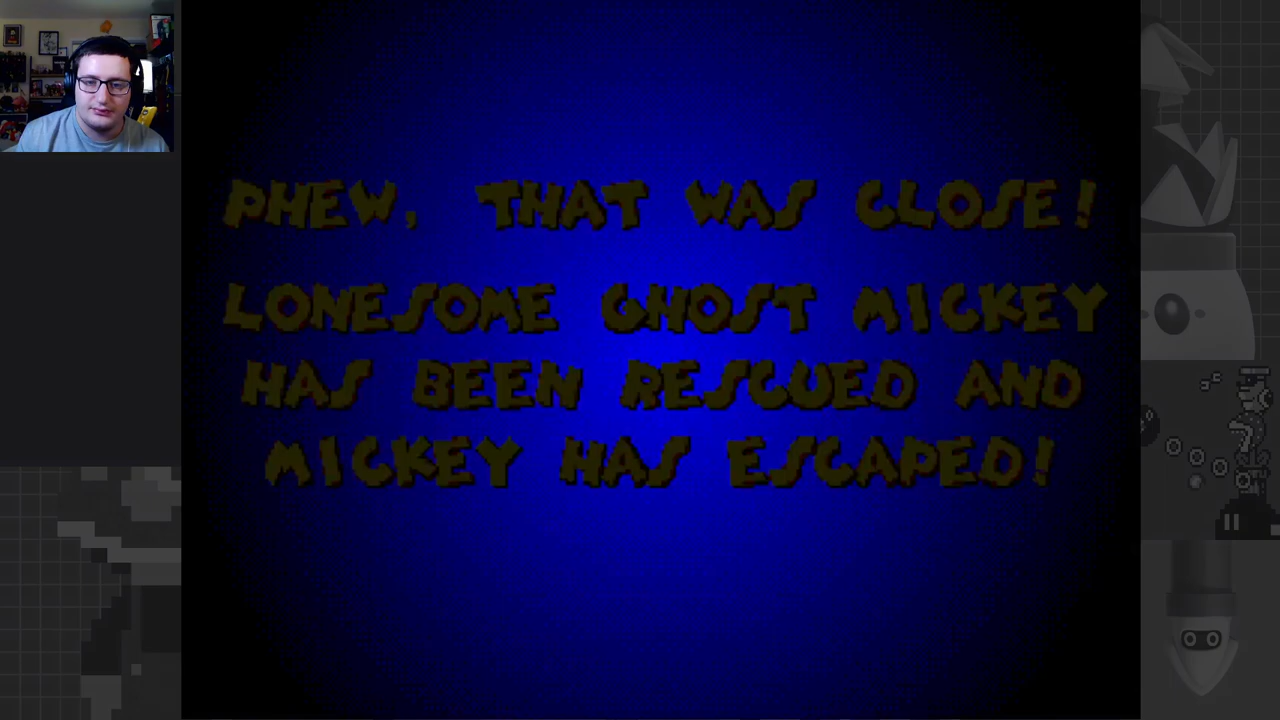 PHEW, THAT WAS CLOSE!
LONESOME GHOST MICKEY
HAS BEEN RESCUED AND
MICKEY HAS ESCAPED!